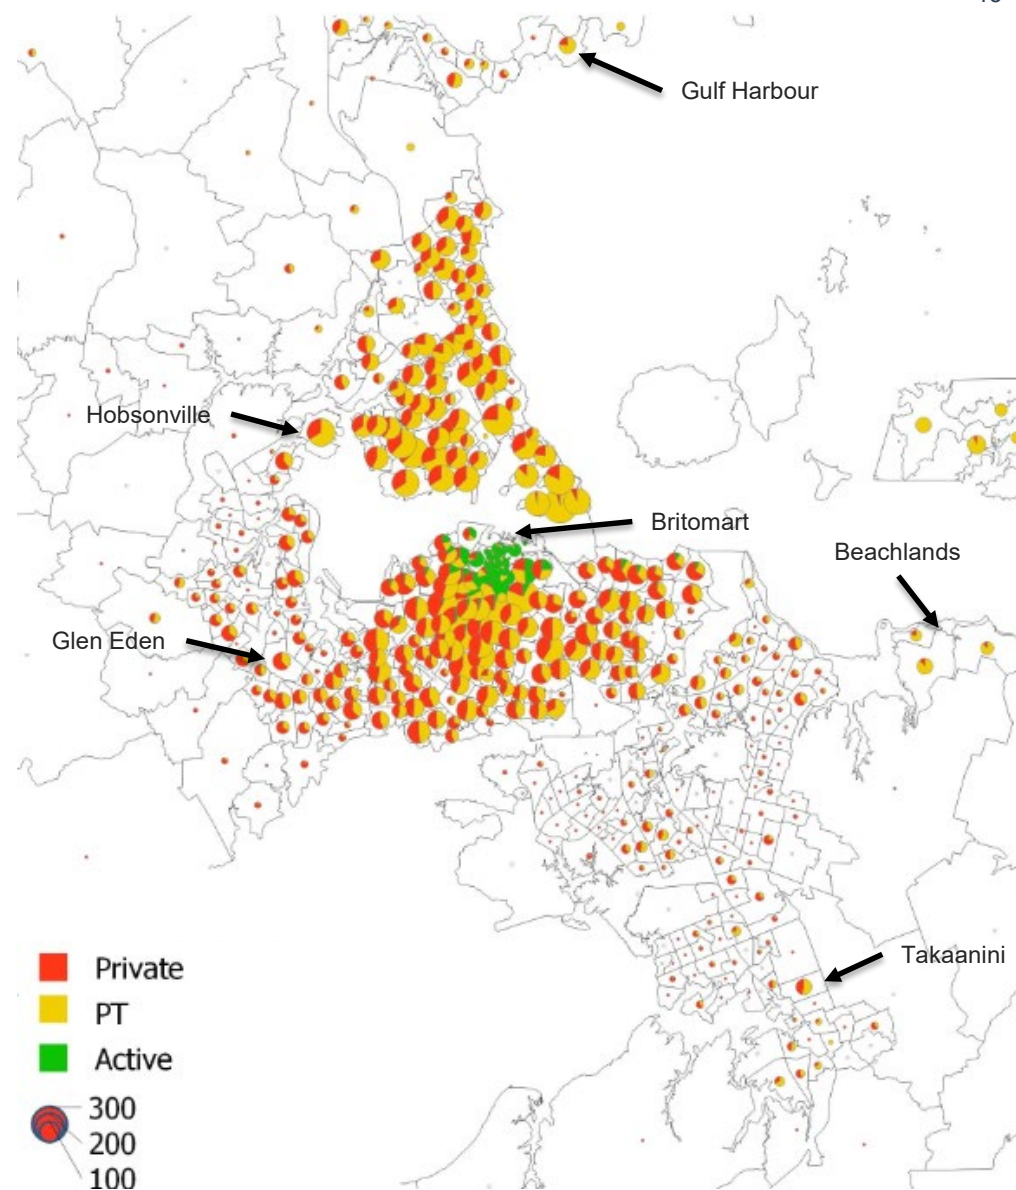 Gulf Harbour
Hobsonville
Britomart
Beachlands
Glen Eden
Takaanini
Private
PT
Active
300
200
100